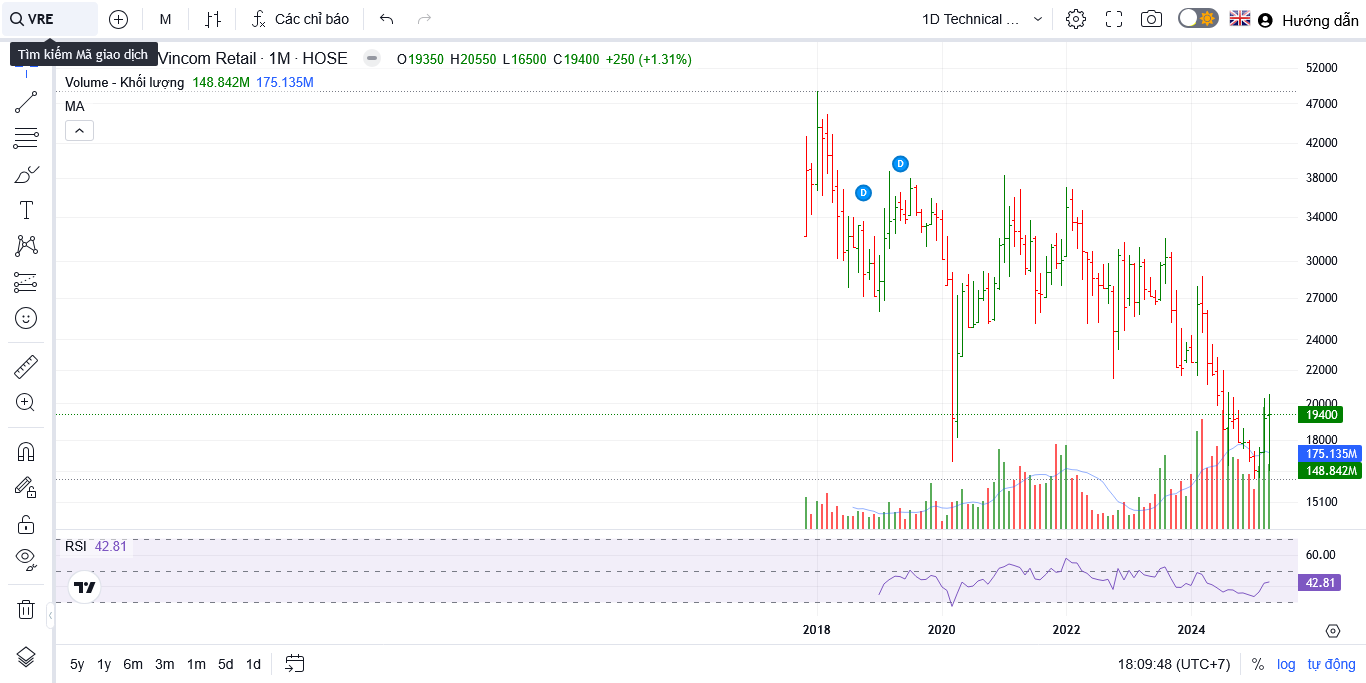 VRE M Các chỉ báo 1D Technical ... Hướng dẫn
Tìm kiếm Mã giao dịch
Vincom Retail · 1M · HOSE O19350 H20550 L16500 C19400 +250 (+1.31%)
Volume - Khối lượng 148.842M 175.135M
MA
D
D
52000
47000
42000
38000
34000
30000
27000
24000
22000
20000
19400
18000
175.135M
148.842M
15100
RSI 42.81
60.00
42.81
2018 2020 2022 2024
5y 1y 6m 3m 1m 5d 1d 18:09:48 (UTC+7) % log tự động